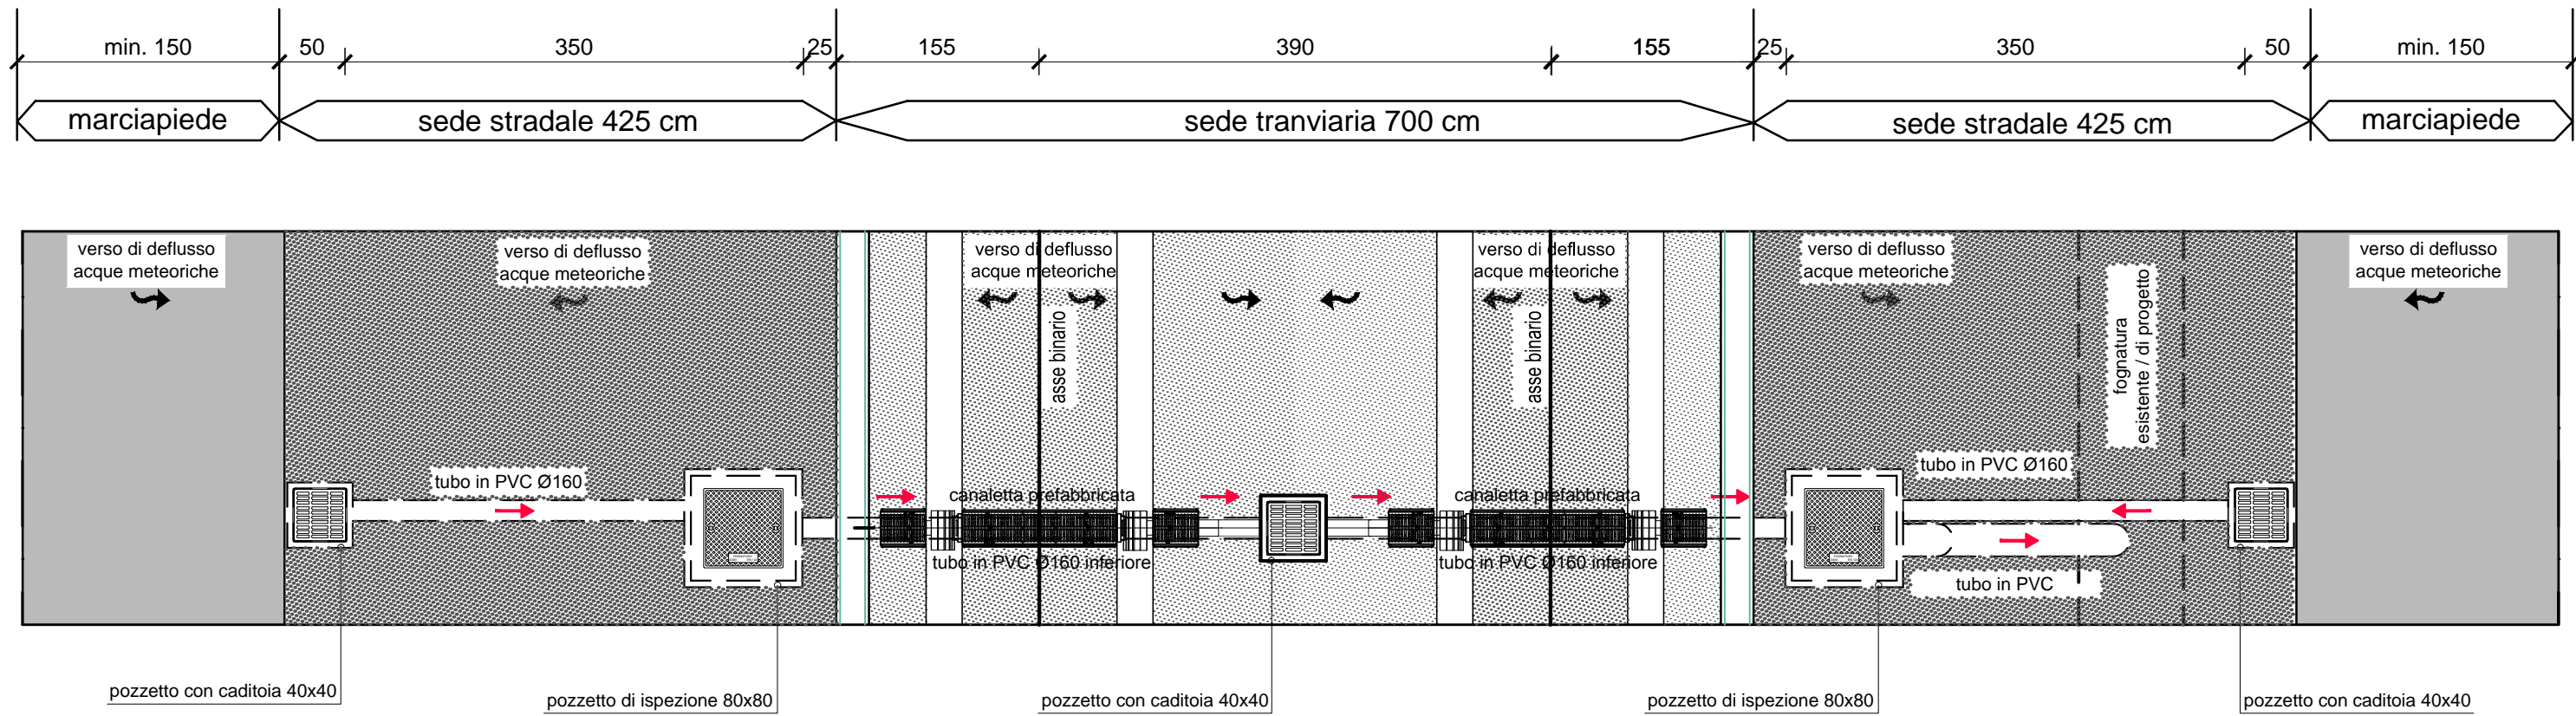 min. 150
50
350
25
155
390
155
25
350
50
min. 150
marciapiede
sede stradale 425 cm
sede tranviaria 700 cm
sede stradale 425 cm
marciapiede
verso di deflusso
acque meteoriche
verso di deflusso
acque meteoriche
verso di deflusso
acque meteoriche
verso di deflusso
acque meteoriche
verso di deflusso
acque meteoriche
verso di deflusso
acque meteoriche
asse binario
asse binario
fognatura
esistente / di progetto
tubo in PVC Ø160
canaletta prefabbricata
canaletta prefabbricata
tubo in PVC Ø160
tubo in PVC Ø160 inferiore
tubo in PVC Ø160 inferiore
tubo in PVC
pozzetto con caditoia 40x40
pozzetto di ispezione 80x80
pozzetto con caditoia 40x40
pozzetto di ispezione 80x80
pozzetto con caditoia 40x40